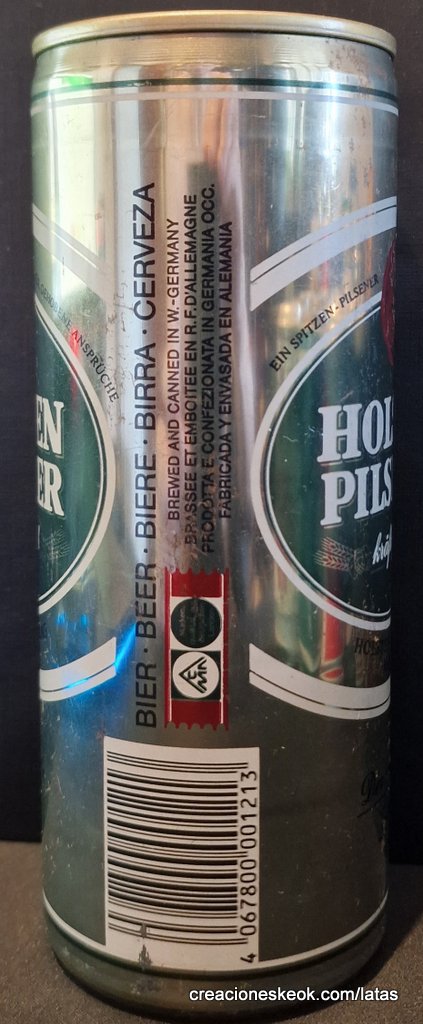 BIER · BEER · BIERE · BIRRA · CERVEZA
BREWED AND CANNED IN W.-GERMANY
BRASSEE ET EMBOITEE EN R.F.D'ALLEMAGNE
PRODOTTA E CONFEZIONATA IN GERMANIA OCC.
FABRICADA Y ENVASADA EN ALEMANIA
ANSPRÜCHE
EN
ER
EIN SPITZEN-PILSENER
HOL
PILS
CMA
4 067800 001213
creacioneskeok.com/latas